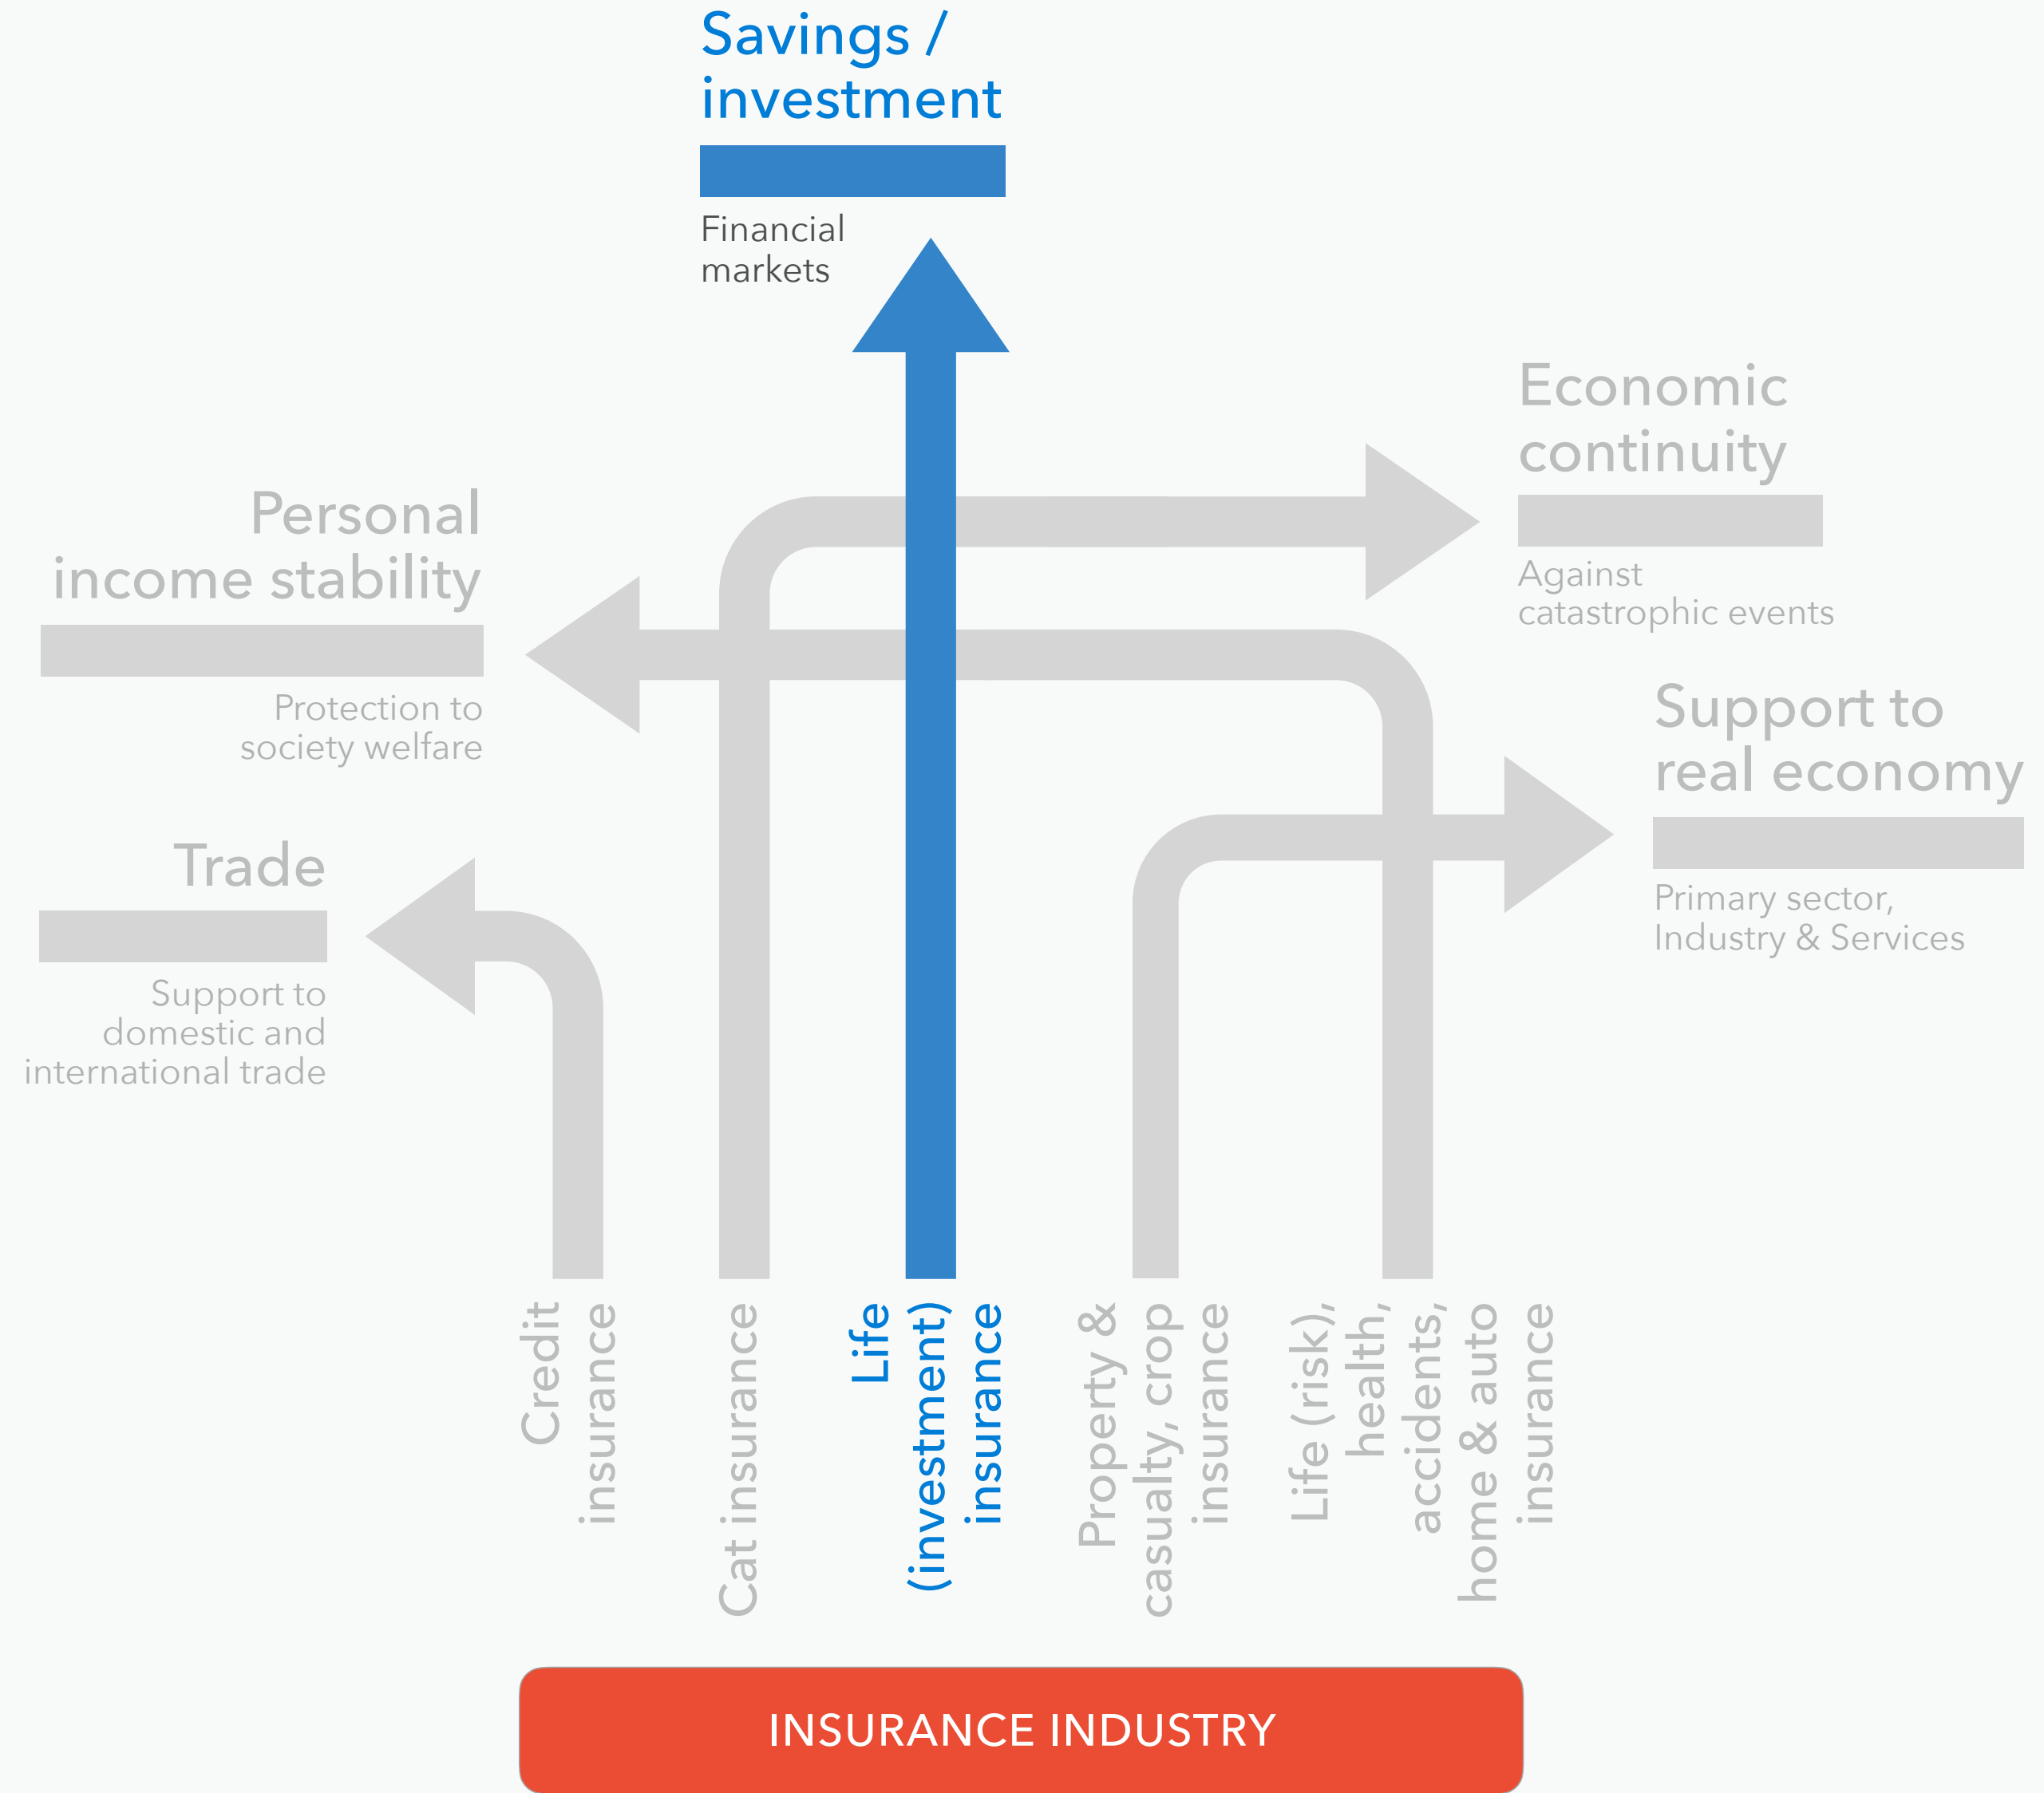 Savings /
investment
Financial
markets
Economic
continuity
Against
catastrophic events
Personal
income stability
Protection to
society welfare
Support to
real economy
Primary sector,
Industry & Services
Trade
Support to
domestic and
international trade
Credit
insurance
Cat insurance
Life
(investment)
insurance
Property &
casualty, crop
insurance
Life (risk),
health,
accidents,
home & auto
insurance
INSURANCE INDUSTRY